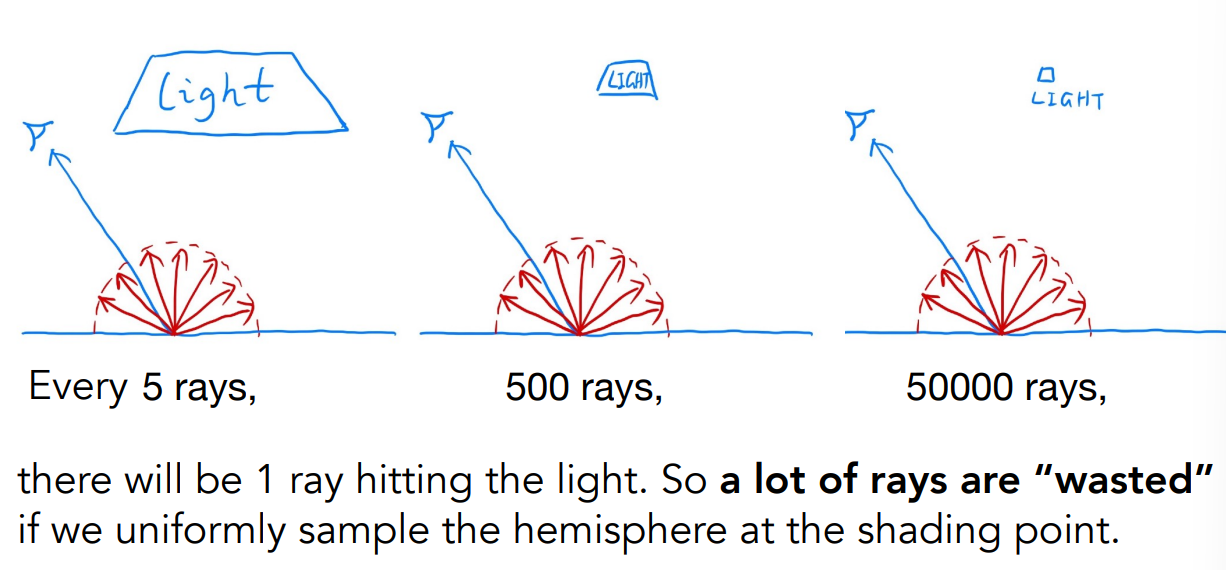 Light
LIGHT
LIGHT
Every 5 rays,
500 rays,
50000 rays,
there will be 1 ray hitting the light. So a lot of rays are “wasted”
if we uniformly sample the hemisphere at the shading point.